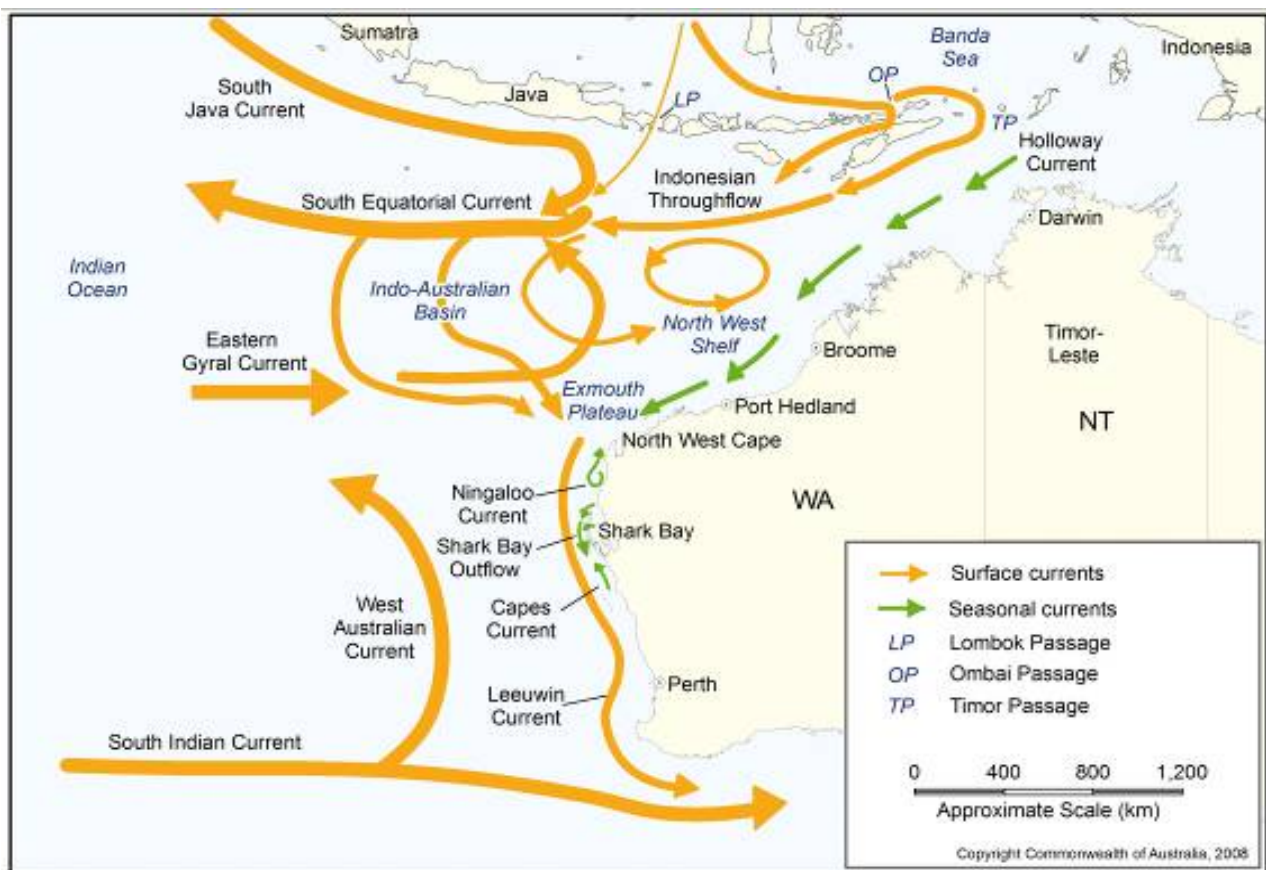 Sumatra
Banda
Sea
Indonesia
South
Java Current
Java
LP
OP
TP
Holloway
Current
Indonesian
Throughflow
South Equatorial Current
Darwin
Indian
Ocean
Indo-Australian
Basin
North West
Shelf
Eastern
Gyral Current
Broome
Timor-
Leste
Exmouth
Plateau
Port Hedland
NT
North West Cape
Ningaloo
Current
WA
Shark Bay
Shark Bay
Outflow
Capes
Current
West
Australian
Current
Perth
Leeuwin
Current
South Indian Current
Surface currents
Seasonal currents
LP Lombok Passage
OP Ombai Passage
TP Timor Passage
0 400 800 1,200
Approximate Scale (km)
Copyright Commonwealth of Australia, 2008